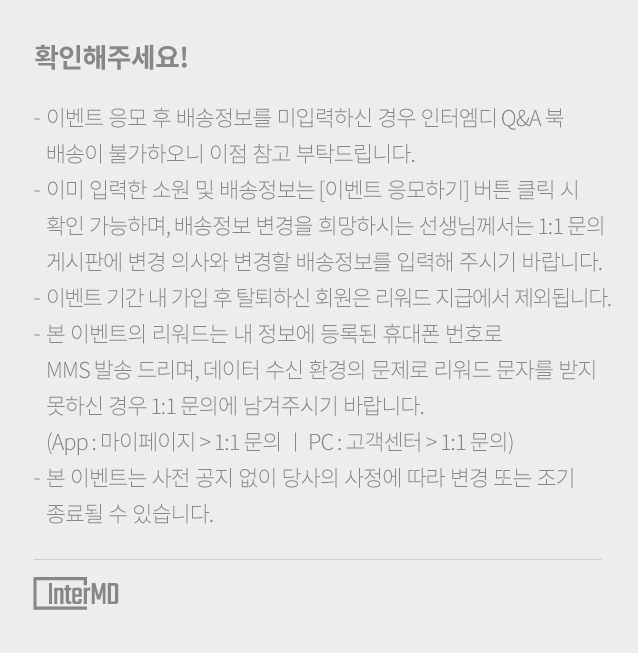 확인해주세요!
- 이벤트 응모 후 배송정보를 미입력하신 경우 인터엠디 Q&A 북
배송이 불가하오니 이점 참고 부탁드립니다.
- 이미 입력한 소원 및 배송정보는 [이벤트 응모하기] 버튼 클릭 시
확인 가능하며, 배송정보 변경을 희망하시는 선생님께서는 1:1 문의
게시판에 변경 의사와 변경할 배송정보를 입력해 주시기 바랍니다.
- 이벤트 기간 내 가입 후 탈퇴하신 회원은 리워드 지급에서 제외됩니다.
- 본 이벤트의 리워드는 내 정보에 등록된 휴대폰 번호로
MMS 발송 드리며, 데이터 수신 환경의 문제로 리워드 문자를 받지
못하신 경우 1:1 문의에 남겨주시기 바랍니다.
(App : 마이페이지 > 1:1 문의 ㅣ PC : 고객센터 > 1:1 문의)
- 본 이벤트는 사전 공지 없이 당사의 사정에 따라 변경 또는 조기
종료될 수 있습니다.
InterMD